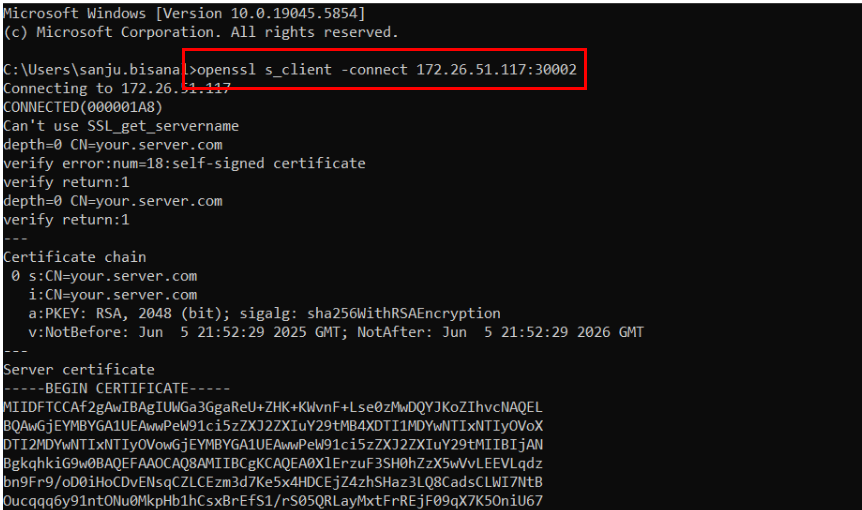 Microsoft Windows [Version 10.0.19045.5854]
(c) Microsoft Corporation. All rights reserved.
C:\Users\sanju.bisanal>openssl s_client -connect 172.26.51.117:30002
Connecting to 172.26.51.117
CONNECTED(000001A8)
Can't use SSL_get_servername
depth=0 CN=your.server.com
verify error:num=18:self-signed certificate
verify return:1
depth=0 CN=your.server.com
verify return:1
---
Certificate chain
 0 s:CN=your.server.com
   i:CN=your.server.com
   a:PKEY: RSA, 2048 (bit); sigalg: sha256WithRSAEncryption
   v:NotBefore: Jun  5 21:52:29 2025 GMT; NotAfter: Jun  5 21:52:29 2026 GMT
---
Server certificate
-----BEGIN CERTIFICATE-----
MIIDFTCCAf2gAwIBAgIUWGa3GgaReU+ZHK+KWvnF+Lse0zMwDQYJKoZIhvcNAQEL
BQAwGjEYMBYGA1UEAwwPeW91ci5zZXJ2ZXIuY29tMB4XDTI1MDYwNTIxNTIyOVoX
DTI2MDYwNTIxNTIyOVowGjEYMBYGA1UEAwwPeW91ci5zZXJ2ZXIuY29tMIIBIjAN
BgkqhkiG9w0BAQEFAAOCAQ8AMIIBCgKCAQEA0XlErzuF3SH0hZzX5wVvLEEVLqdz
bn9Fr9/oD0iHoCDvENsqCZLCEzm3d7Ke5x4HDCEjZ4zhSHaz3LQ8CadsCLWI7NtB
Oucqqq6y91ntONu0MkpHb1hCsxBrEfS1/rS05QRLayMxtFrREjF09qX7K5OniU67